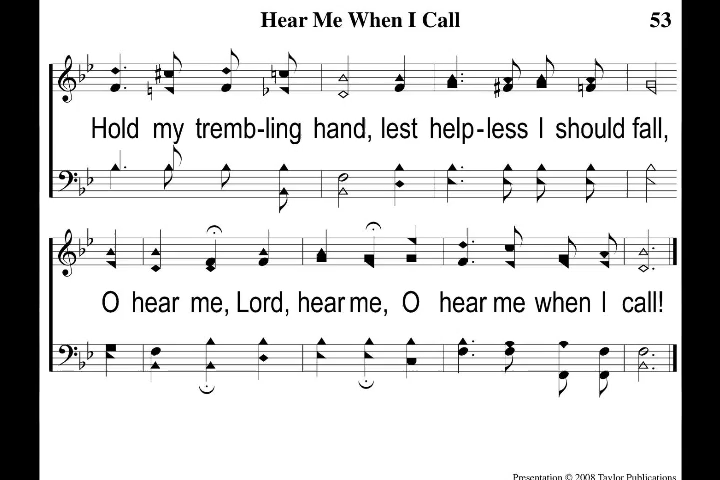 Hear Me When I Call 53
Hold my tremb-ling hand, lest help-less I should fall,
O hear me, Lord, hear me, O hear me when I call!
Presentation © 2008 Taylor Publications